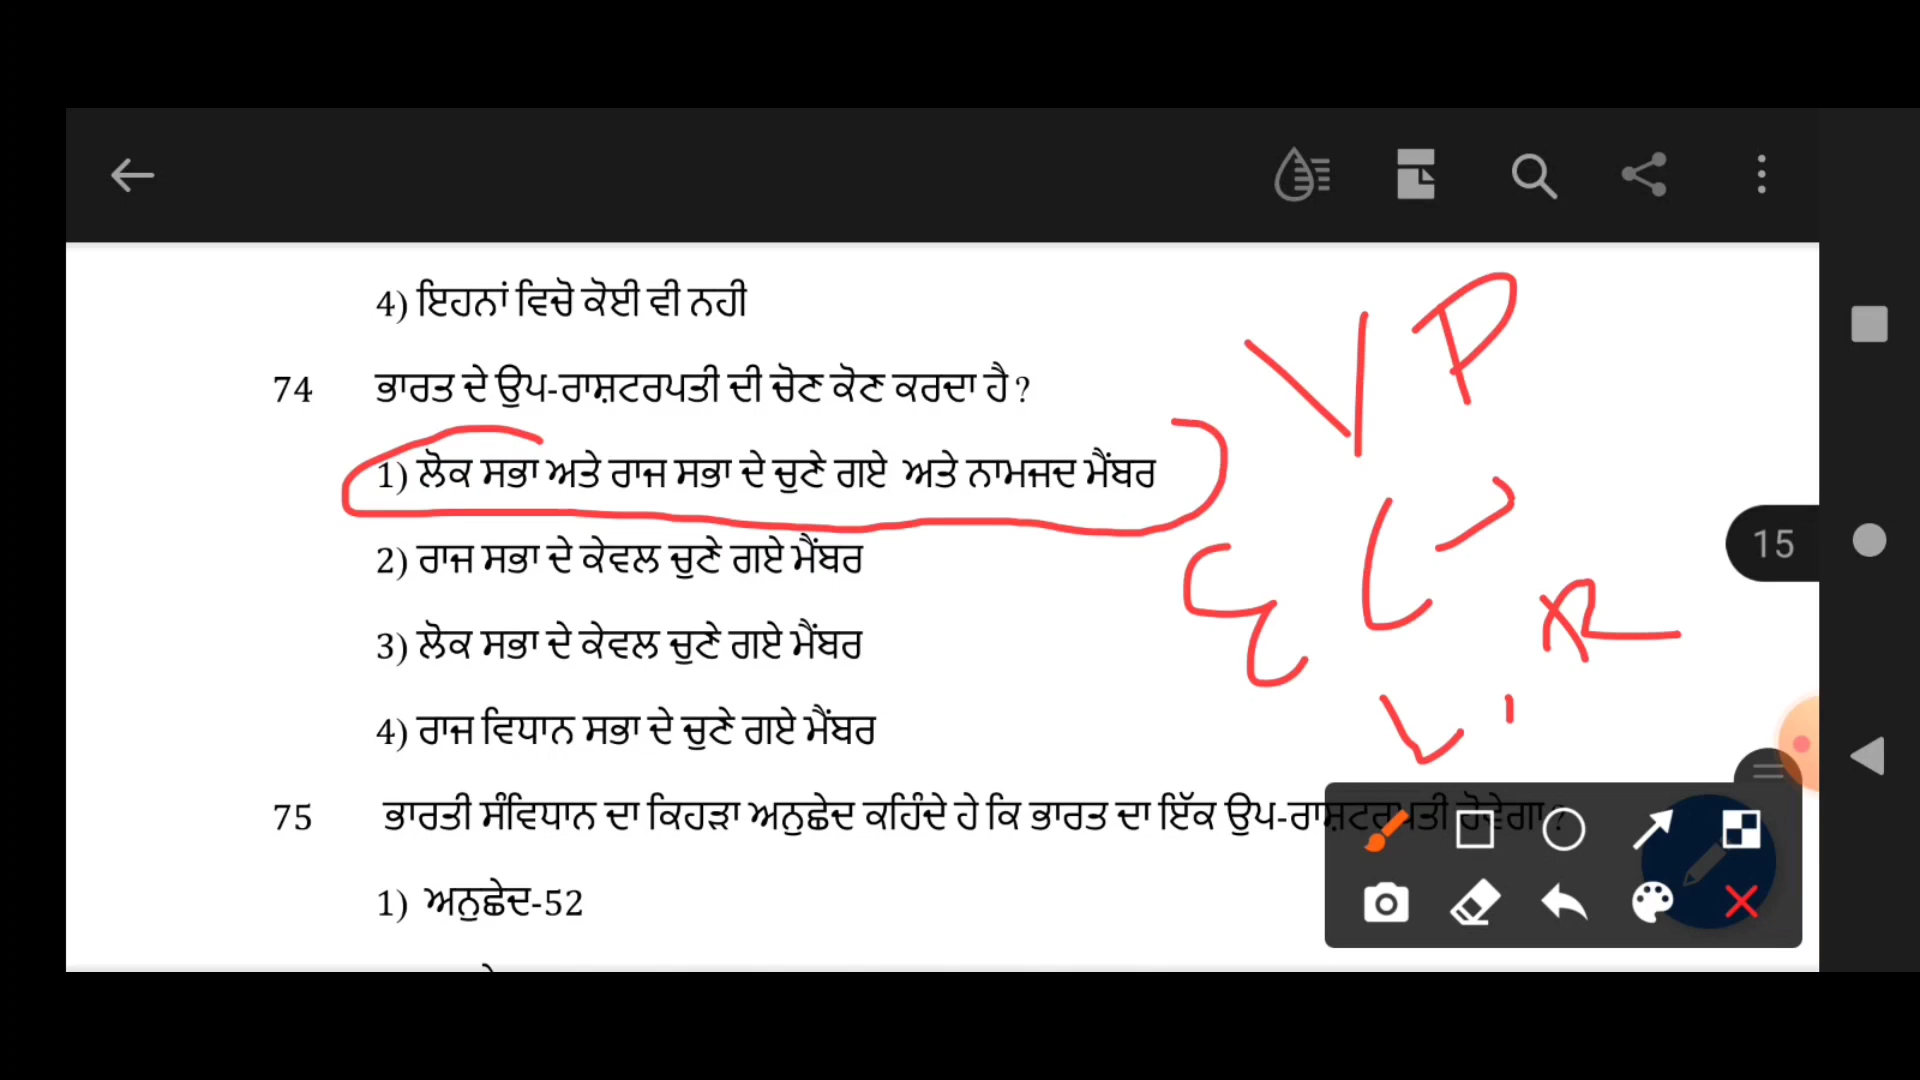 4) ਇਹਨਾਂ ਵਿਚੋ ਕੋਈ ਵੀ ਨਹੀ
VP
74 ਭਾਰਤ ਦੇ ਉਪ-ਰਾਸ਼ਟਰਪਤੀ ਦੀ ਚੋਣ ਕੋਣ ਕਰਦਾ ਹੈ ?
1) ਲੋਕ ਸਭਾ ਅਤੇ ਰਾਜ ਸਭਾ ਦੇ ਚੁਣੇ ਗਏ ਅਤੇ ਨਾਮਜਦ ਮੈਂਬਰ
2) ਰਾਜ ਸਭਾ ਦੇ ਕੇਵਲ ਚੁਣੇ ਗਏ ਮੈਂਬਰ
15
3) ਲੋਕ ਸਭਾ ਦੇ ਕੇਵਲ ਚੁਣੇ ਗਏ ਮੈਂਬਰ
4) ਰਾਜ ਵਿਧਾਨ ਸਭਾ ਦੇ ਚੁਣੇ ਗਏ ਮੈਂਬਰ
75 ਭਾਰਤੀ ਸੰਵਿਧਾਨ ਦਾ ਕਿਹੜਾ ਅਨੁਛੇਦ ਕਹਿੰਦੇ ਹੇ ਕਿ ਭਾਰਤ ਦਾ ਇੱਕ ਉਪ-ਰਾਸ਼ਟਰਪਤੀ ਹੋਵੇਗਾ ?
1) ਅਨੁਛੇਦ-52